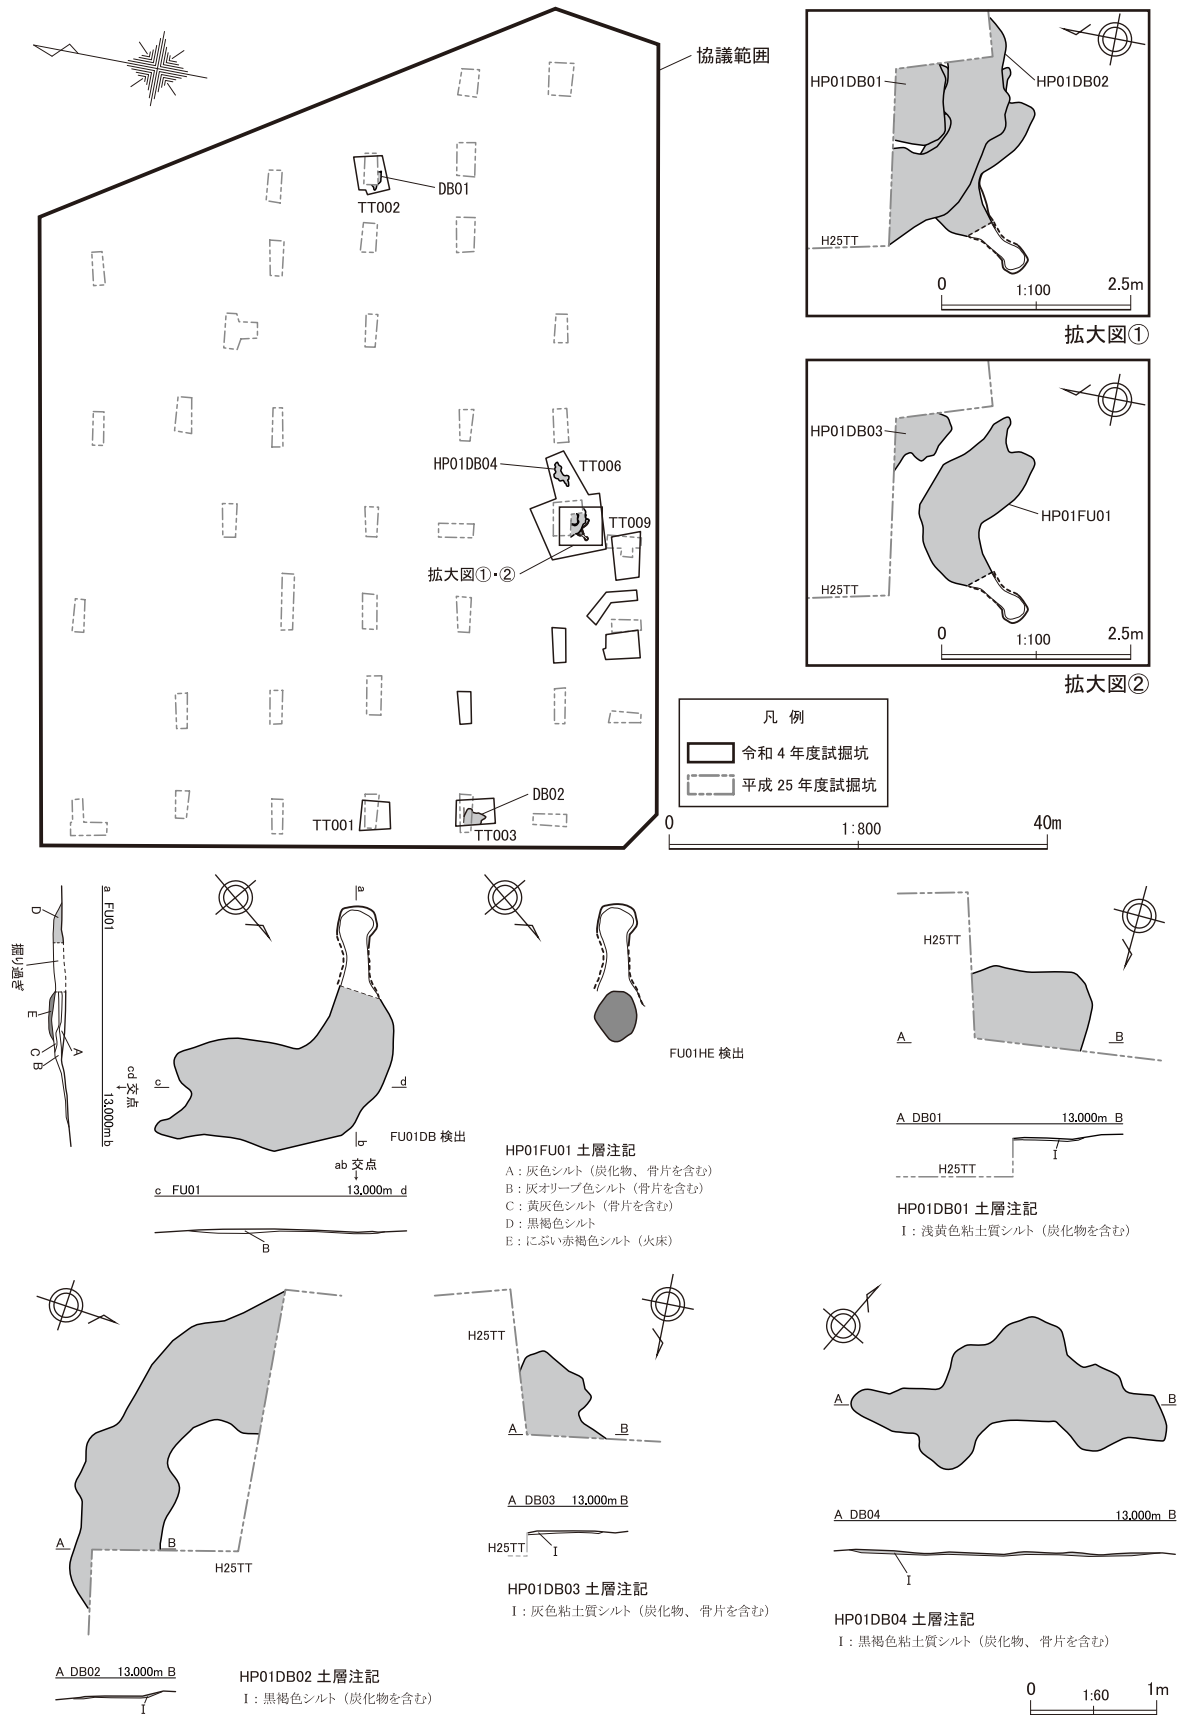 協議範囲
DB01
TT002
HP01DB04
TT006
TT009
拡大図①・②
DB02
TT001
TT003
HP01DB01
HP01DB02
H25TT
0
1:100
2.5m
拡大図①
HP01DB03
HP01FU01
H25TT
0
1:100
2.5m
拡大図②
凡 例
令和 4 年度試掘坑
平成 25 年度試掘坑
0
1:800
40m
a FU01 13.000m b
D
掘り過ぎ
E
C
B
A
cd 交点
a
c
d
b
FU01DB 検出
ab 交点
c FU01 13.000m d
B
FU01HE 検出
HP01FU01 土層注記
A：灰色シルト（炭化物、骨片を含む）
B：灰オリーブ色シルト（骨片を含む）
C：黄灰色シルト（骨片を含む）
D：黒褐色シルト
E：にぶい赤褐色シルト（火床）
H25TT
A
B
A DB01 13.000m B
H25TT
I
HP01DB01 土層注記
I：浅黄色粘土質シルト（炭化物を含む）
A
B
H25TT
A DB02 13.000m B
I
HP01DB02 土層注記
I：黒褐色シルト（炭化物を含む）
H25TT
A
B
A DB03 13.000m B
H25TT
I
HP01DB03 土層注記
I：灰色粘土質シルト（炭化物、骨片を含む）
A
B
A DB04 13.000m B
I
HP01DB04 土層注記
I：黒褐色粘土質シルト（炭化物、骨片を含む）
0
1:60
1m